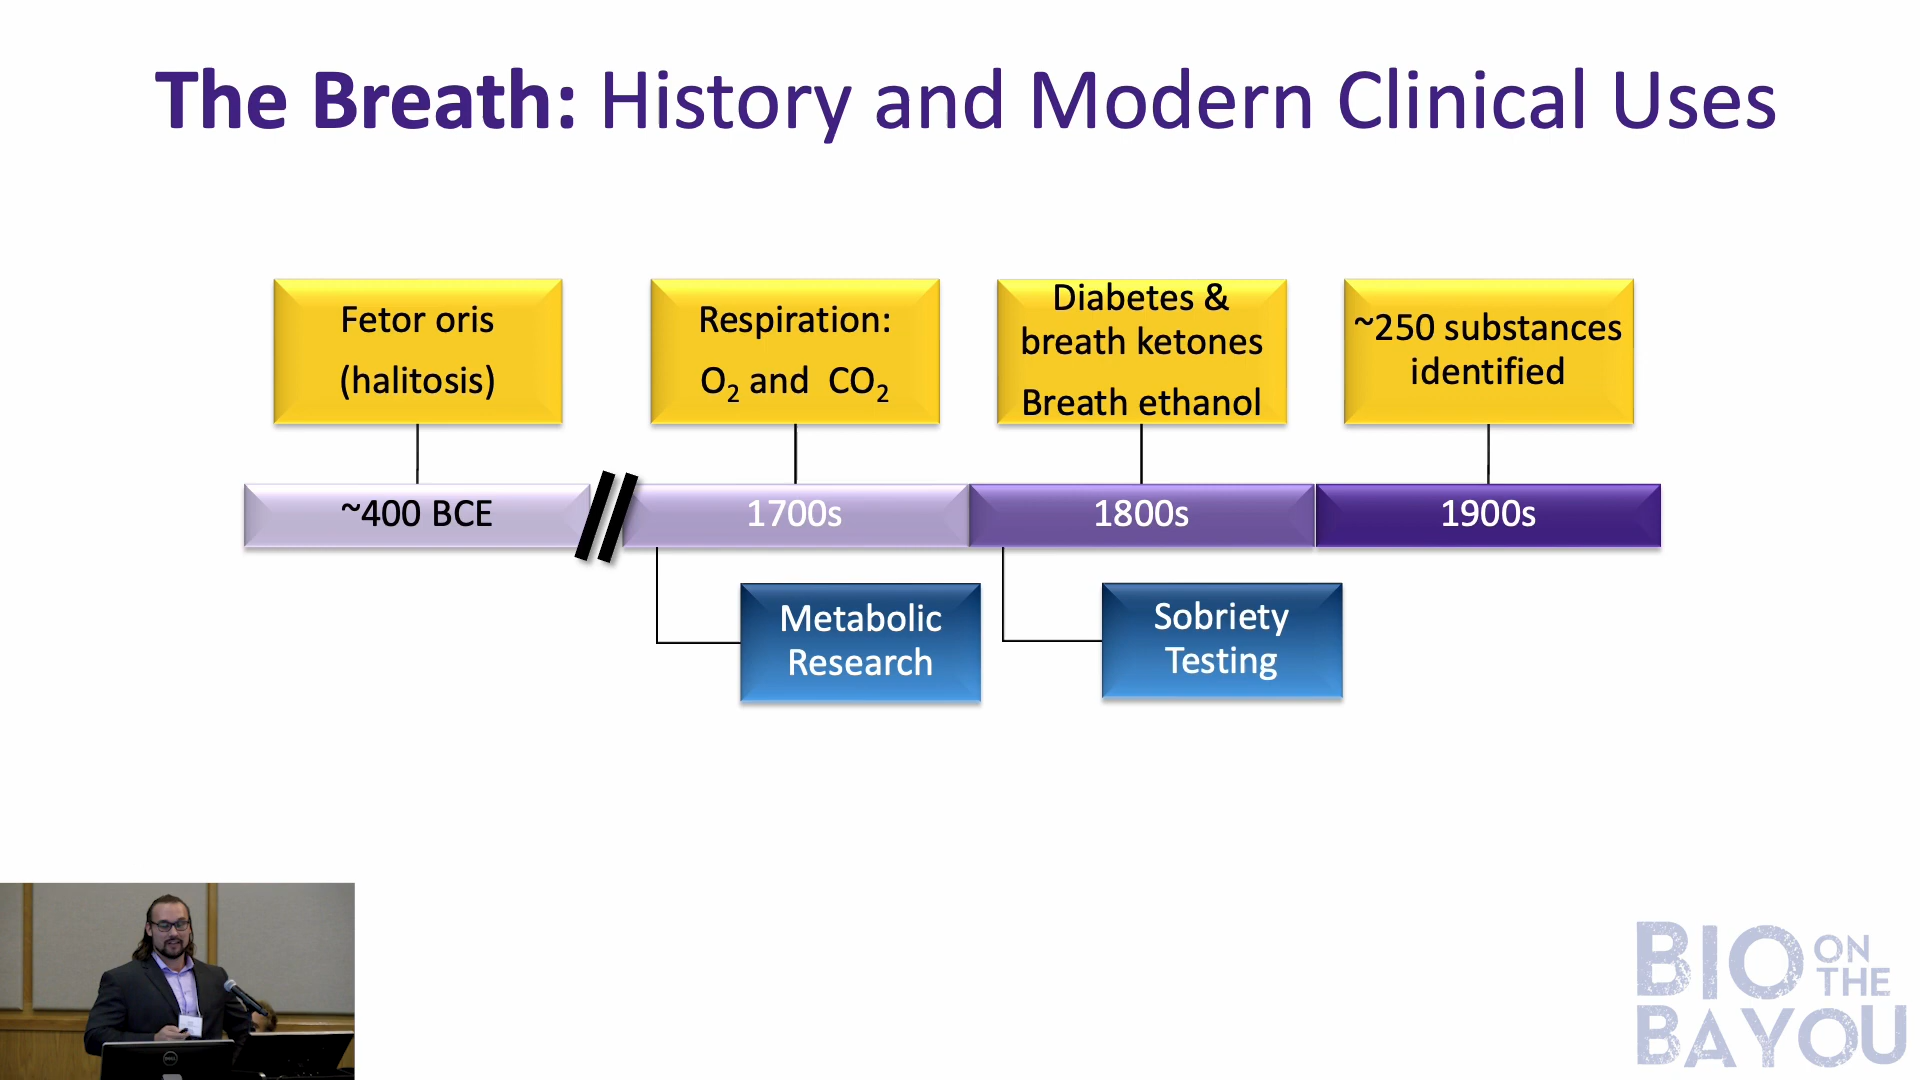 The Breath: History and Modern Clinical Uses
Fetor oris
(halitosis)
Respiration:
O₂ and CO₂
Diabetes &
breath ketones
Breath ethanol
~250 substances
identified
~400 BCE
1700s
1800s
1900s
Metabolic
Research
Sobriety
Testing
BIO ON THE
BAYOU
DELL